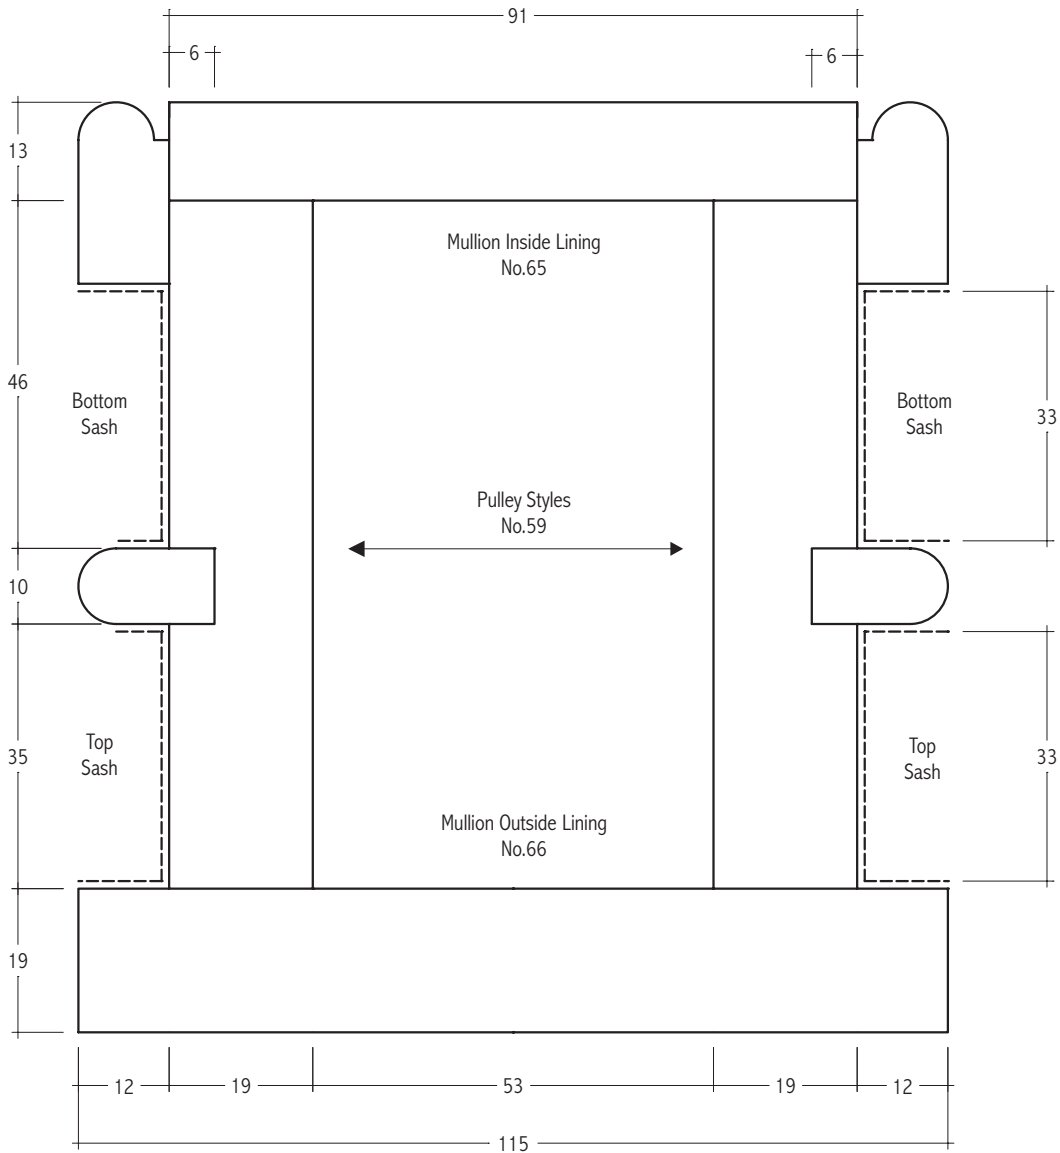 91
6
6
13
Mullion Inside Lining
No.65
46
Bottom
Sash
Bottom
Sash
33
Pulley Styles
No.59
10
Top
Sash
Top
Sash
35
33
Mullion Outside Lining
No.66
19
12
19
53
19
12
115